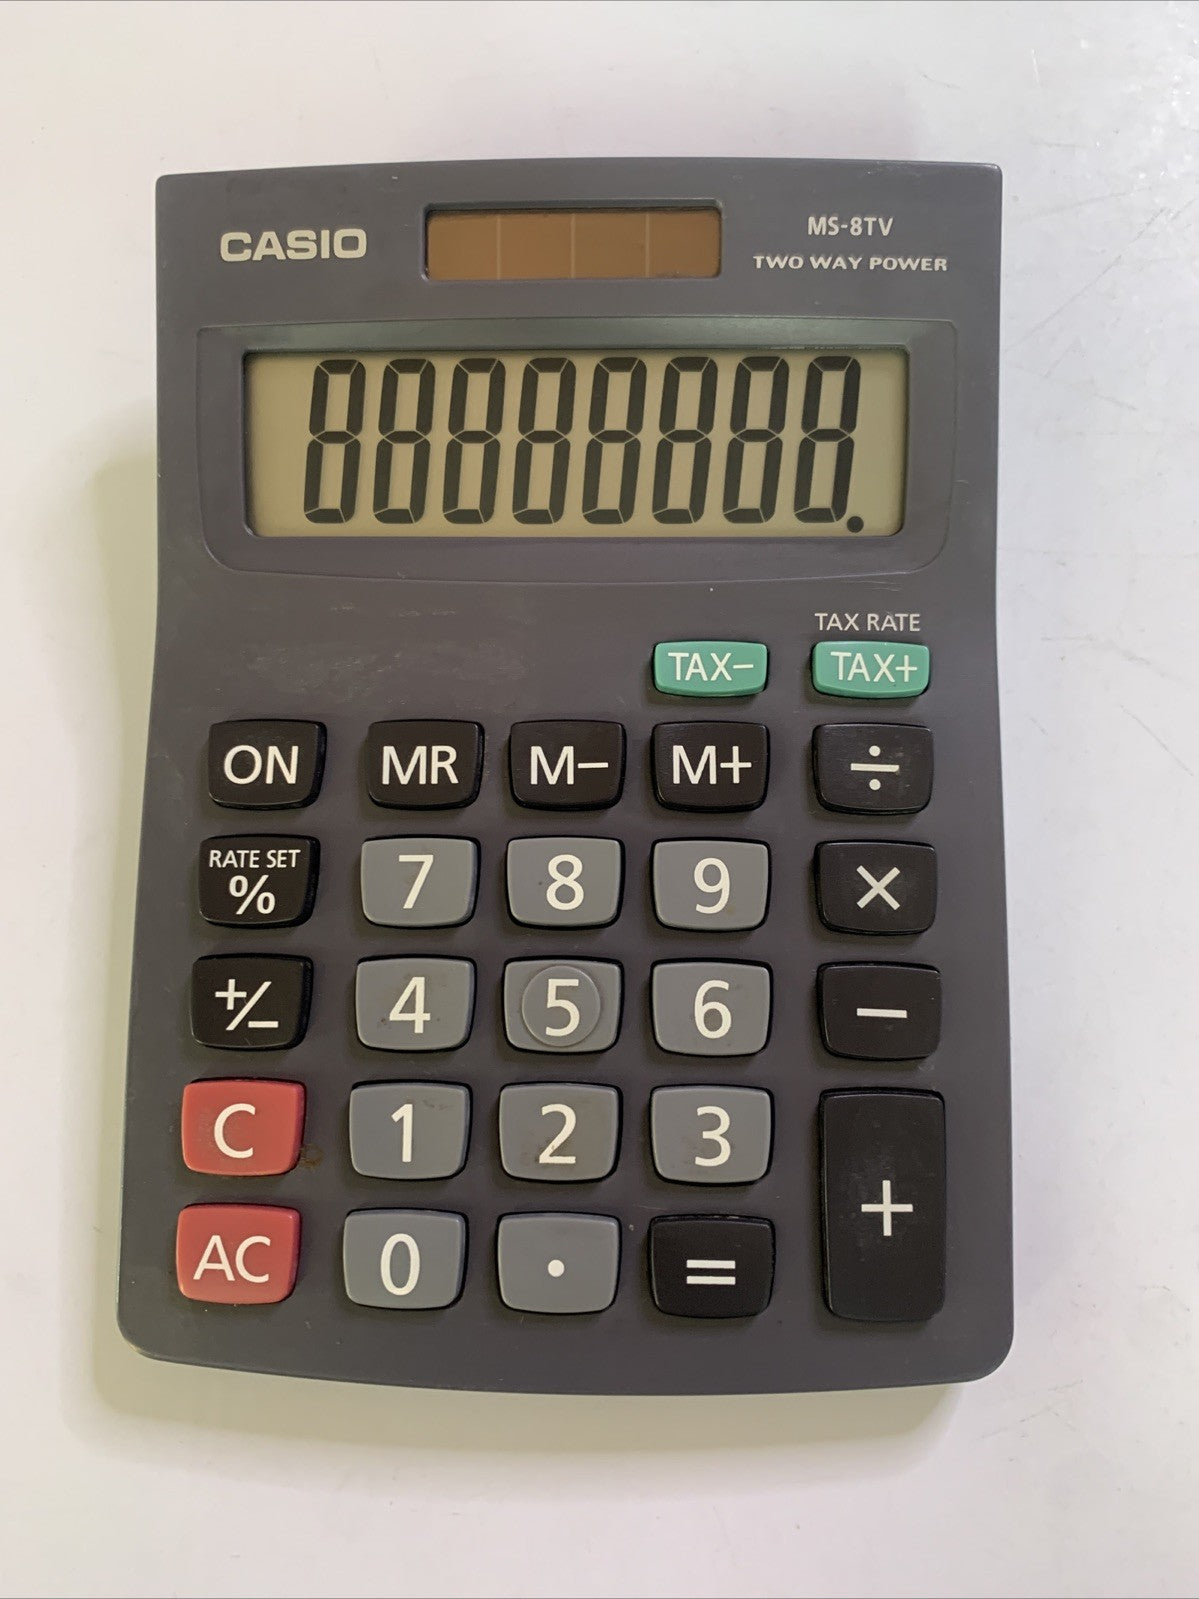 CASIO
MS-8TV
TWO WAY POWER
88888888.
TAX RATE
TAX− TAX+
ON MR M− M+ ÷
RATE SET
% 7 8 9 ×
+/− 4 5 6 −
C 1 2 3
+
AC 0 . =